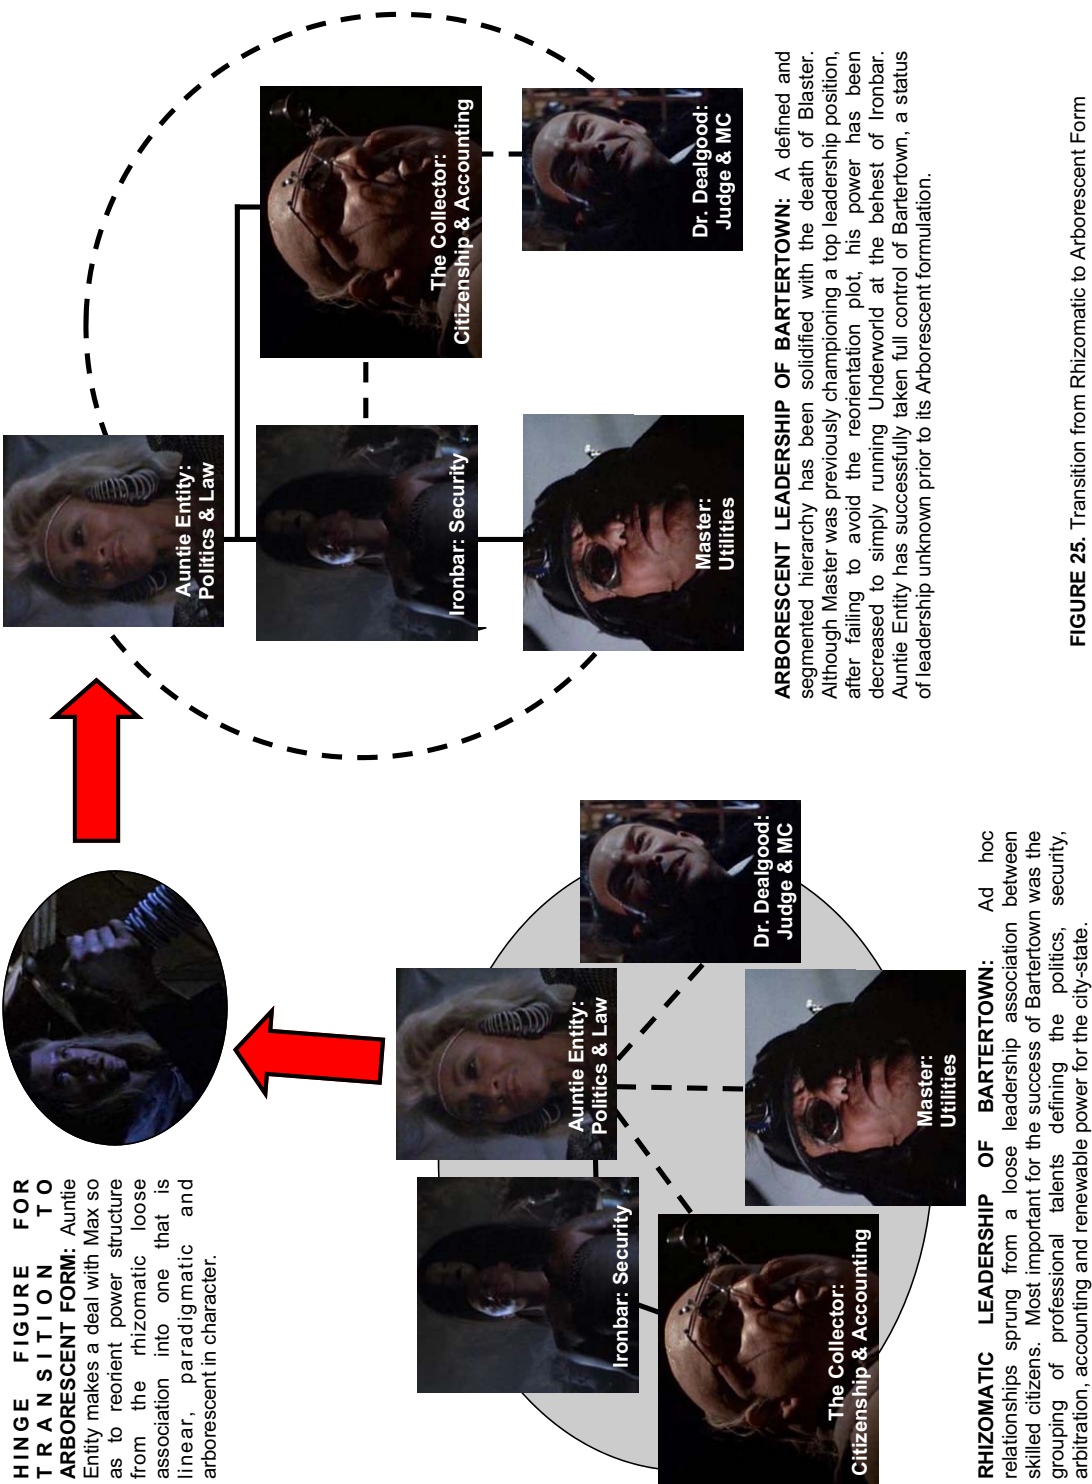 HINGE FIGURE FOR
TRANSITION TO
ARBORESCENT FORM: Auntie
Entity makes a deal with Max so
as to reorient power structure
from the rhizomatic loose
association into one that is
linear, paradigmatic and
arborescent in character.
Auntie Entity:
Politics & Law
Ironbar: Security
The Collector:
Citizenship & Accounting
Master:
Utilities
Dr. Dealgood:
Judge & MC
RHIZOMATIC LEADERSHIP OF BARTERTOWN: Ad hoc
relationships sprung from a loose leadership association between
skilled citizens. Most important for the success of Bartertown was the
grouping of professional talents defining the politics, security,
arbitration, accounting and renewable power for the city-state.
Auntie Entity:
Politics & Law
Ironbar: Security
The Collector:
Citizenship & Accounting
Master:
Utilities
Dr. Dealgood:
Judge & MC
ARBORESCENT LEADERSHIP OF BARTERTOWN: A defined and
segmented hierarchy has been solidified with the death of Blaster.
Although Master was previously championing a top leadership position,
after failing to avoid the reorientation plot, his power has been
decreased to simply running Underworld at the behest of Ironbar.
Auntie Entity has successfully taken full control of Bartertown, a status
of leadership unknown prior to its Arborescent formulation.
FIGURE 25. Transition from Rhizomatic to Arborescent Form